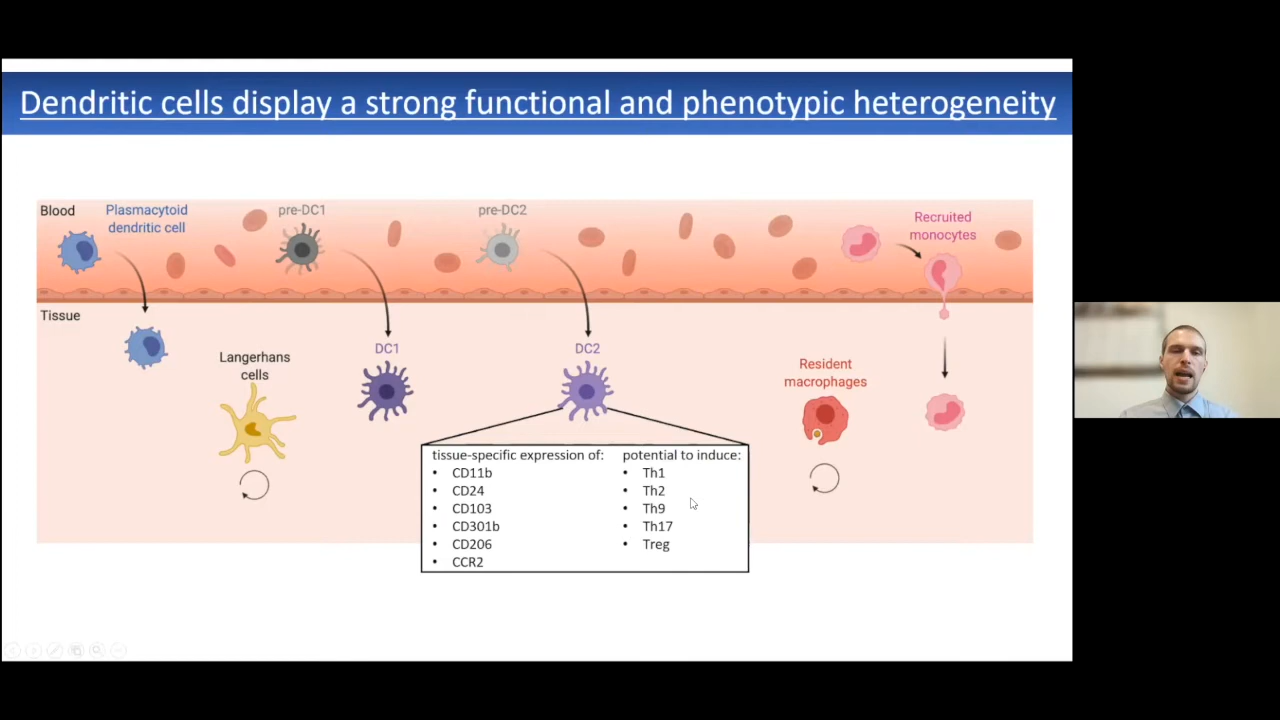 Dendritic cells display a strong functional and phenotypic heterogeneity
Blood
Plasmacytoid
dendritic cell
pre-DC1
pre-DC2
Recruited
monocytes
Tissue
Langerhans
cells
DC1
DC2
Resident
macrophages
tissue-specific expression of:
• CD11b
• CD24
• CD103
• CD301b
• CD206
• CCR2
potential to induce:
• Th1
• Th2
• Th9
• Th17
• Treg